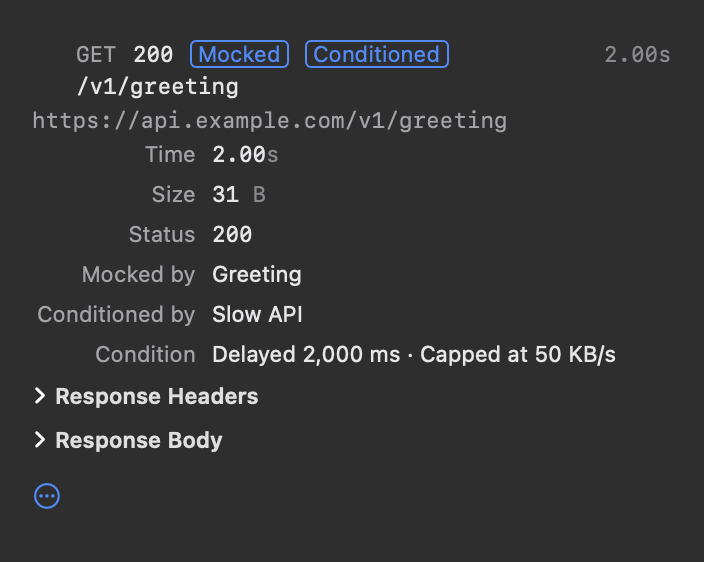 GET 200 Mocked Conditioned 2.00s
/v1/greeting
https://api.example.com/v1/greeting
Time 2.00s
Size 31 B
Status 200
Mocked by Greeting
Conditioned by Slow API
Condition Delayed 2,000 ms · Capped at 50 KB/s
Response Headers
Response Body